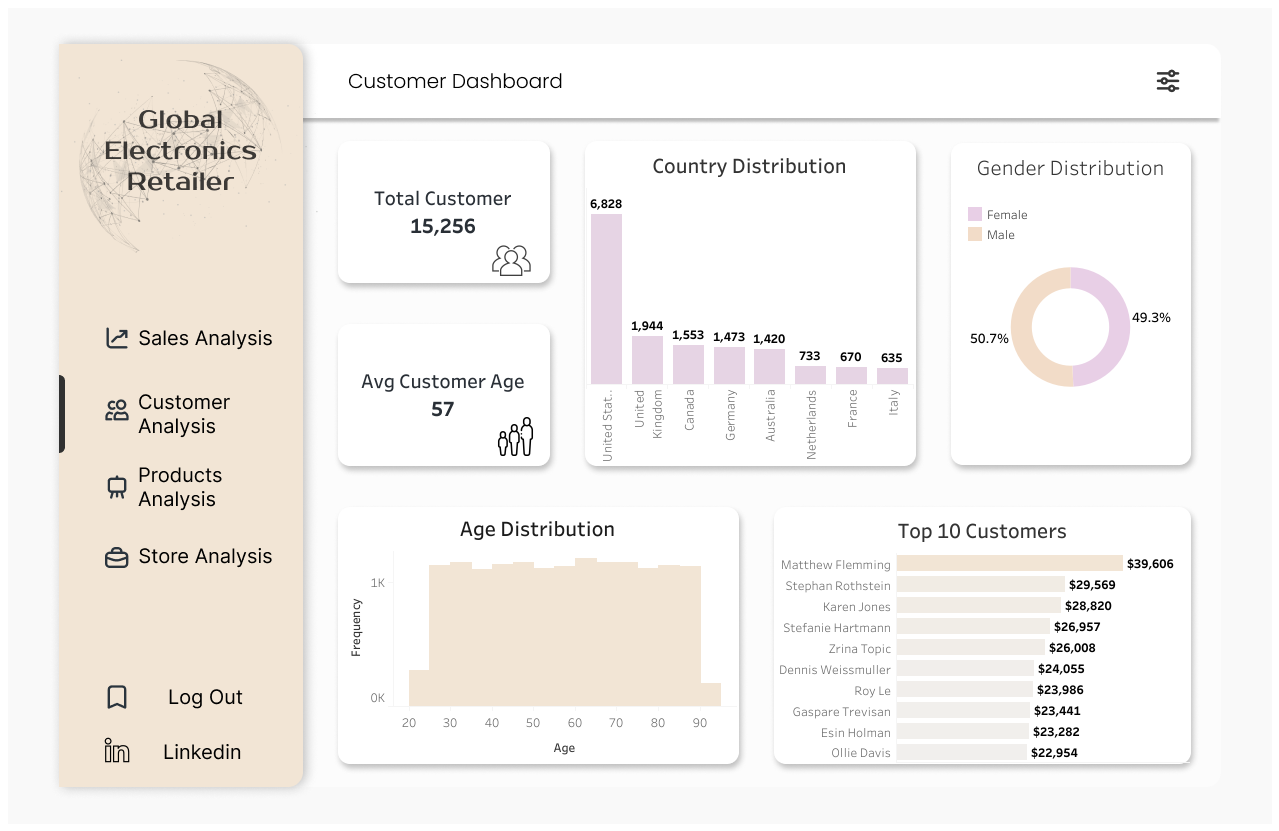 Global
Electronics
Retailer
Sales Analysis
Customer
Analysis
Products
Analysis
Store Analysis
Log Out
Linkedin
Customer Dashboard
Total Customer
15,256
Avg Customer Age
57
Country Distribution
6,828
1,944
1,553
1,473
1,420
733
670
635
United Stat..
United
Kingdom
Canada
Germany
Australia
Netherlands
France
Italy
Gender Distribution
Female
Male
49.3%
50.7%
Age Distribution
Frequency
1K
0K
20 30 40 50 60 70 80 90
Age
Top 10 Customers
Matthew Flemming $39,606
Stephan Rothstein $29,569
Karen Jones $28,820
Stefanie Hartmann $26,957
Zrina Topic $26,008
Dennis Weissmuller $24,055
Roy Le $23,986
Gaspare Trevisan $23,441
Esin Holman $23,282
Ollie Davis $22,954